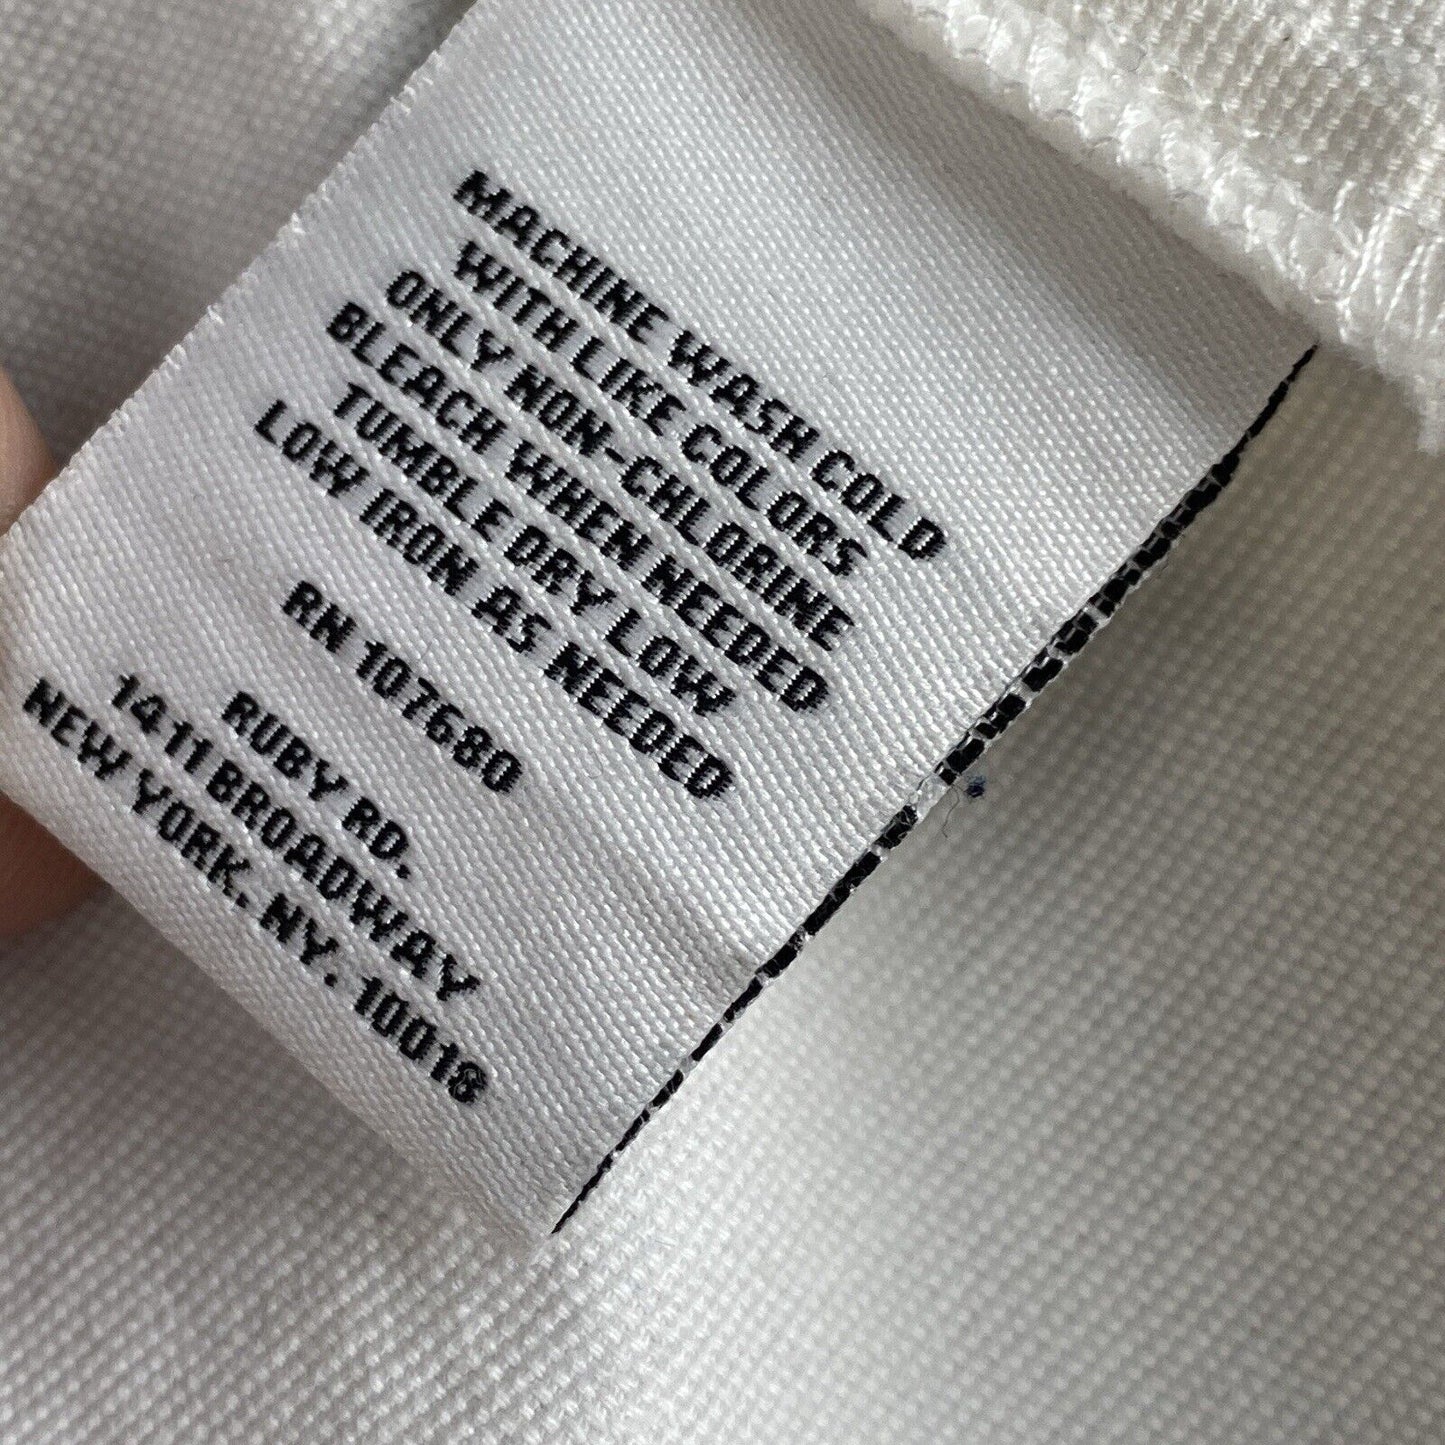 MACHINE WASH COLD
WITH LIKE COLORS
ONLY NON-CHLORINE
BLEACH WHEN NEEDED
TUMBLE DRY LOW
LOW IRON AS NEEDED
RN 107680
RUBY RD.
1411 BROADWAY
NEW YORK, NY. 10018